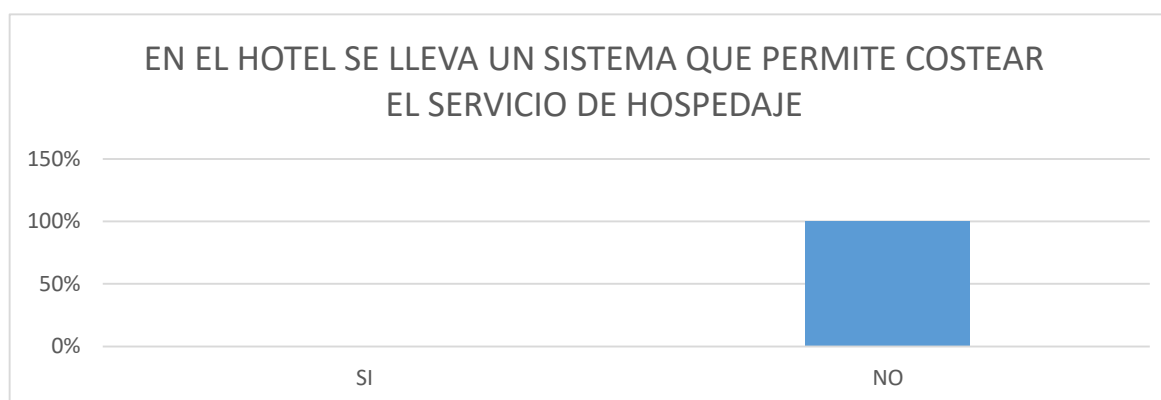 EN EL HOTEL SE LLEVA UN SISTEMA QUE PERMITE COSTEAR
EL SERVICIO DE HOSPEDAJE
150%
100%
50%
0%
SI
NO